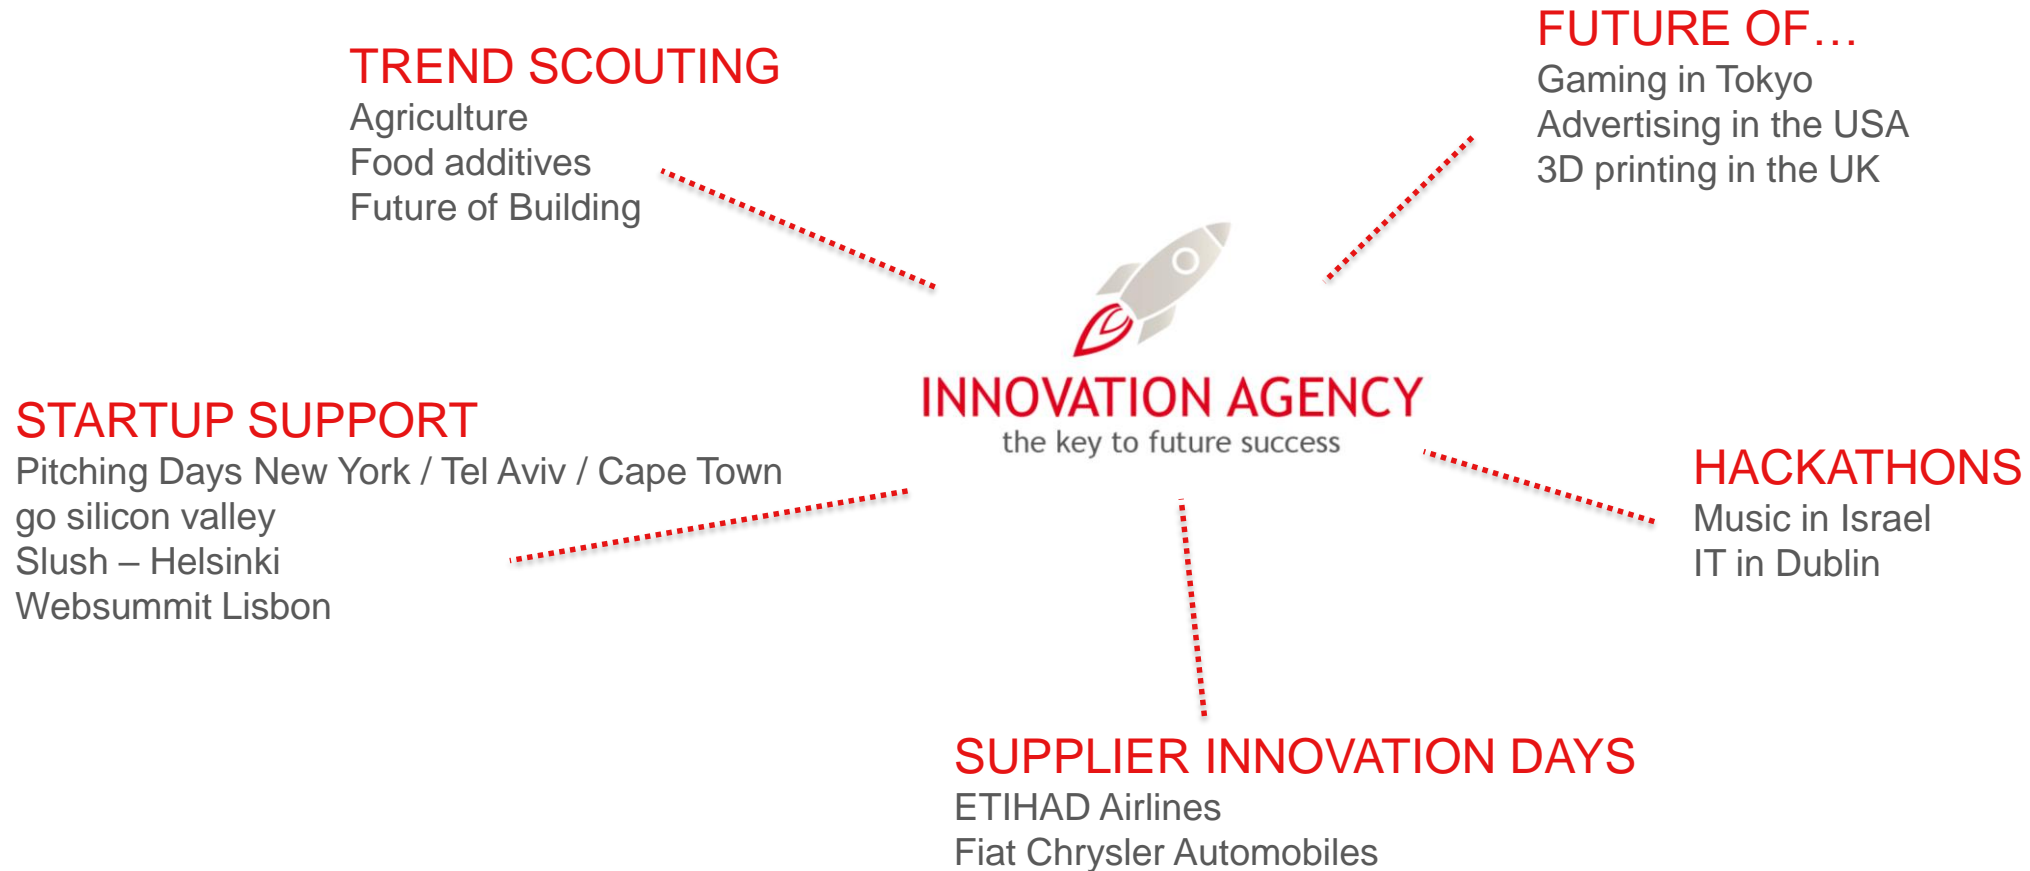 TREND SCOUTING
Agriculture
Food additives
Future of Building
FUTURE OF…
Gaming in Tokyo
Advertising in the USA
3D printing in the UK
INNOVATION AGENCY
the key to future success
STARTUP SUPPORT
Pitching Days New York / Tel Aviv / Cape Town
go silicon valley
Slush – Helsinki
Websummit Lisbon
HACKATHONS
Music in Israel
IT in Dublin
SUPPLIER INNOVATION DAYS
ETIHAD Airlines
Fiat Chrysler Automobiles